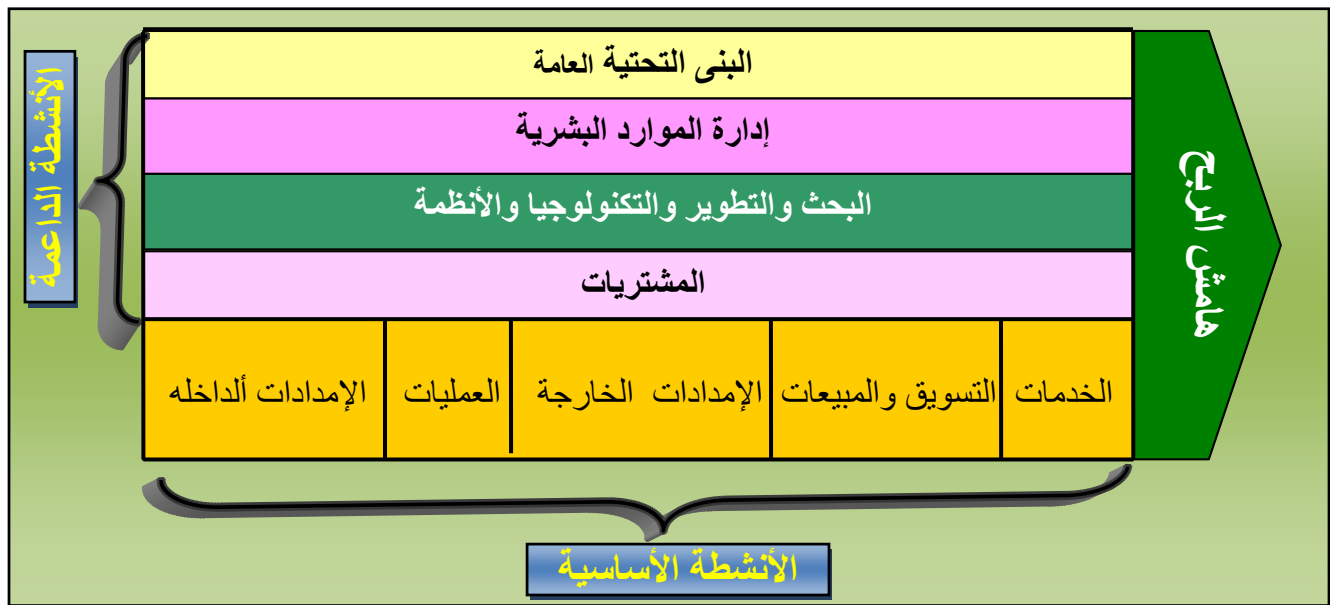 البنى التحتية العامة
إدارة الموارد البشرية
البحث والتطوير والتكنولوجيا والأنظمة
المشتريات
الخدمات
التسويق والمبيعات
الإمدادات الخارجة
العمليات
الإمدادات ألداخله
هامش الربح
الأنشطة الداعمة
الأنشطة الأساسية